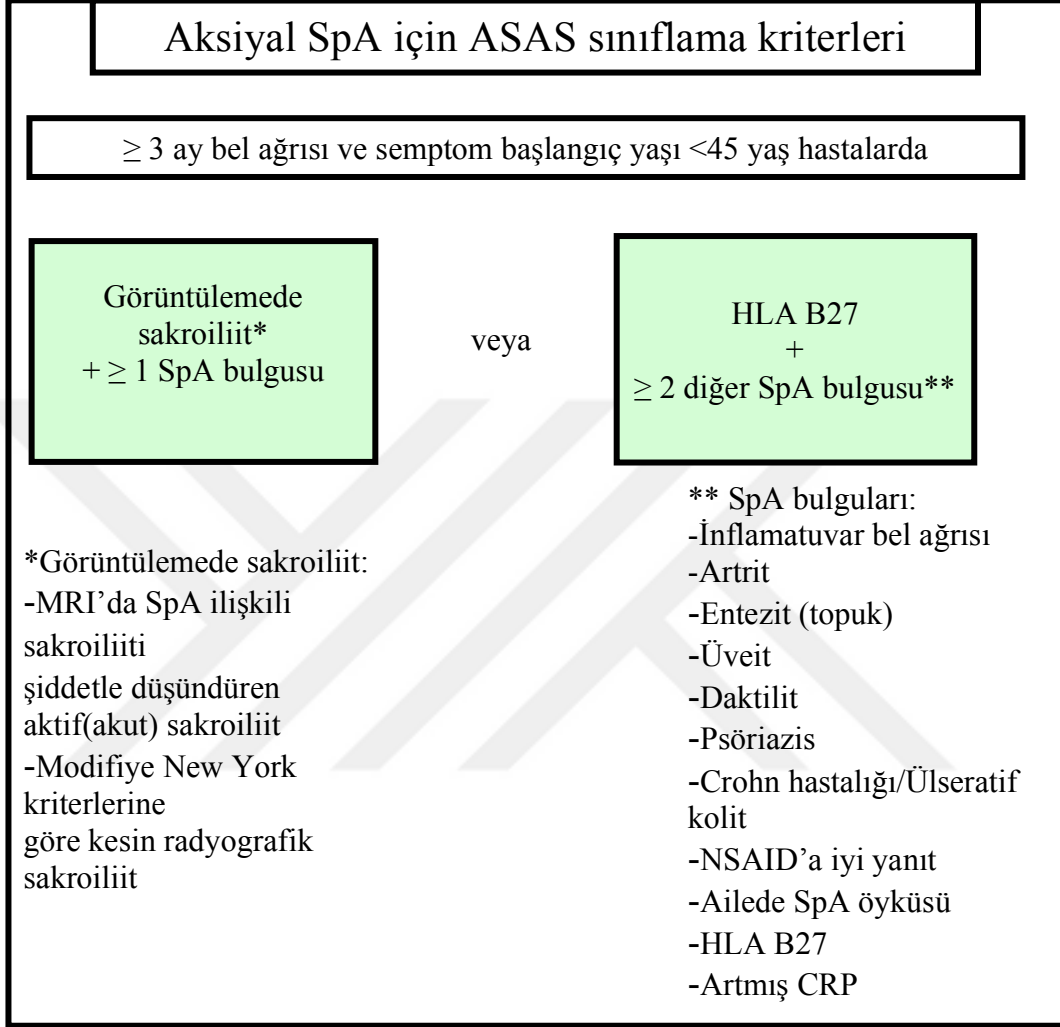 Aksiyal SpA için ASAS sınıflama kriterleri
≥ 3 ay bel ağrısı ve semptom başlangıç yaşı <45 yaş hastalarda
Görüntülemede
sakroiliit*
+ ≥ 1 SpA bulgusu
veya
HLA B27
+
≥ 2 diğer SpA bulgusu**
*Görüntülemede sakroiliit:
-MRI’da SpA ilişkili
sakroiliiti
şiddetle düşündüren
aktif(akut) sakroiliit
-Modifiye New York
kriterlerine
göre kesin radyografik
sakroiliit
** SpA bulguları:
-İnflamatuvar bel ağrısı
-Artrit
-Entezit (topuk)
-Üveit
-Daktilit
-Psöriazis
-Crohn hastalığı/Ülseratif
kolit
-NSAID’a iyi yanıt
-Ailede SpA öyküsü
-HLA B27
-Artmış CRP